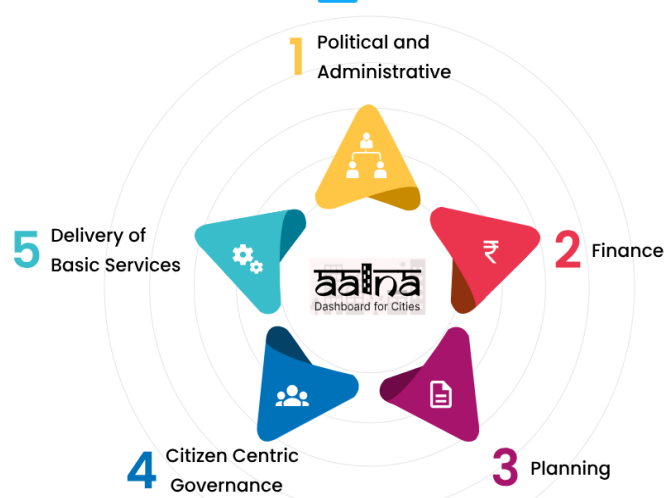 1 Political and
Administrative
2 Finance
3 Planning
4 Citizen Centric
Governance
5 Delivery of
Basic Services
₹
aaina
Dashboard for Cities